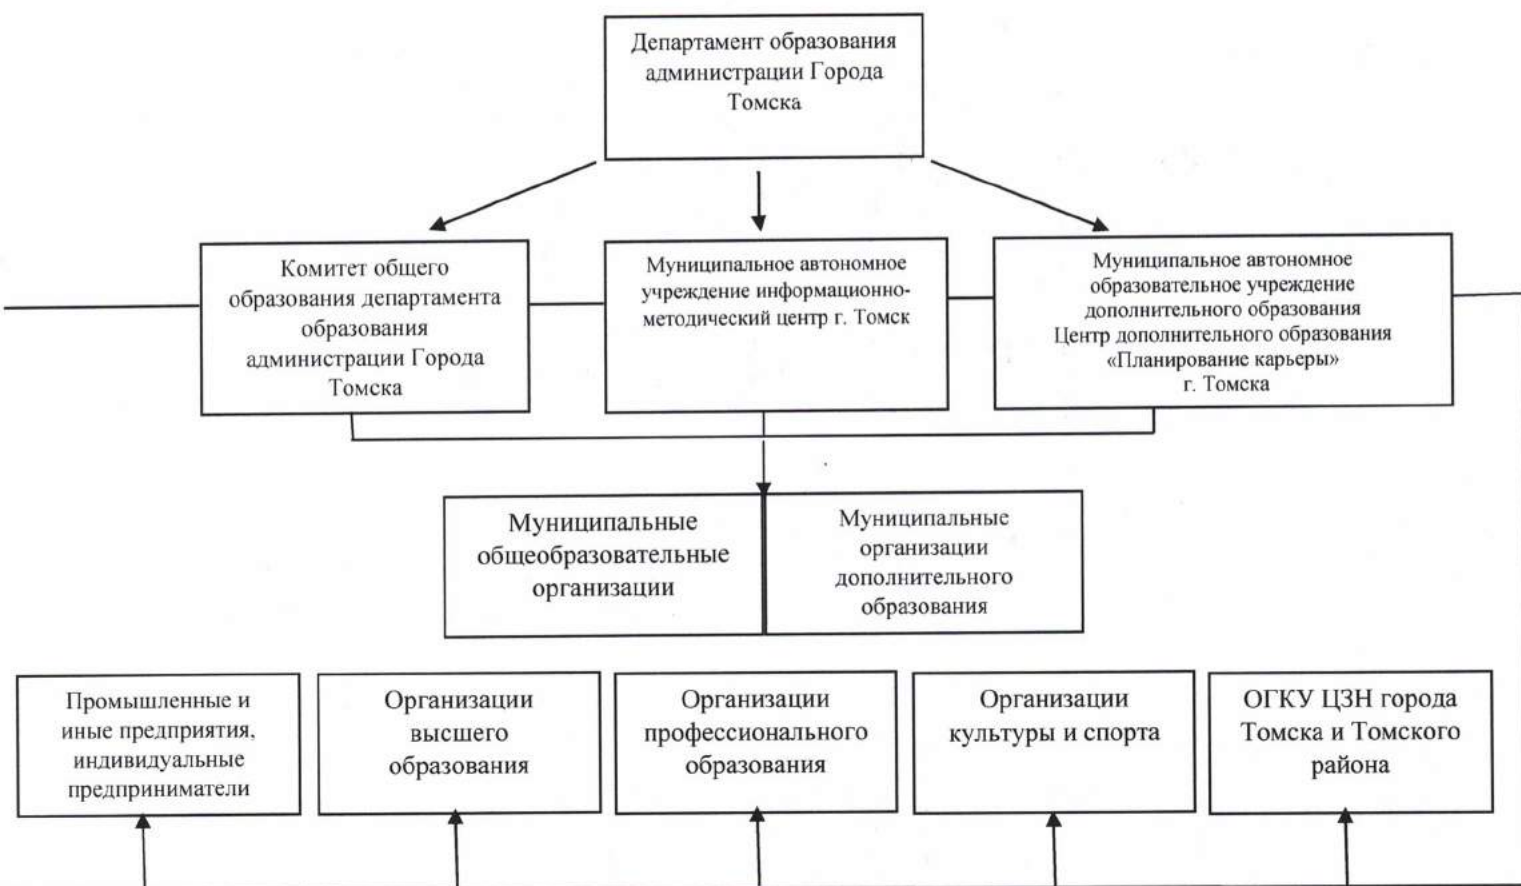 Департамент образования
администрации Города
Томска
Комитет общего
образования департамента
образования
администрации Города
Томска
Муниципальное автономное
учреждение информационно-
методический центр г. Томск
Муниципальное автономное
образовательное учреждение
дополнительного образования
Центр дополнительного образования
«Планирование карьеры»
г. Томска
Муниципальные
общеобразовательные
организации
Муниципальные
организации
дополнительного
образования
Промышленные и
иные предприятия,
индивидуальные
предприниматели
Организации
высшего
образования
Организации
профессионального
образования
Организации
культуры и спорта
ОГКУ ЦЗН города
Томска и Томского
района